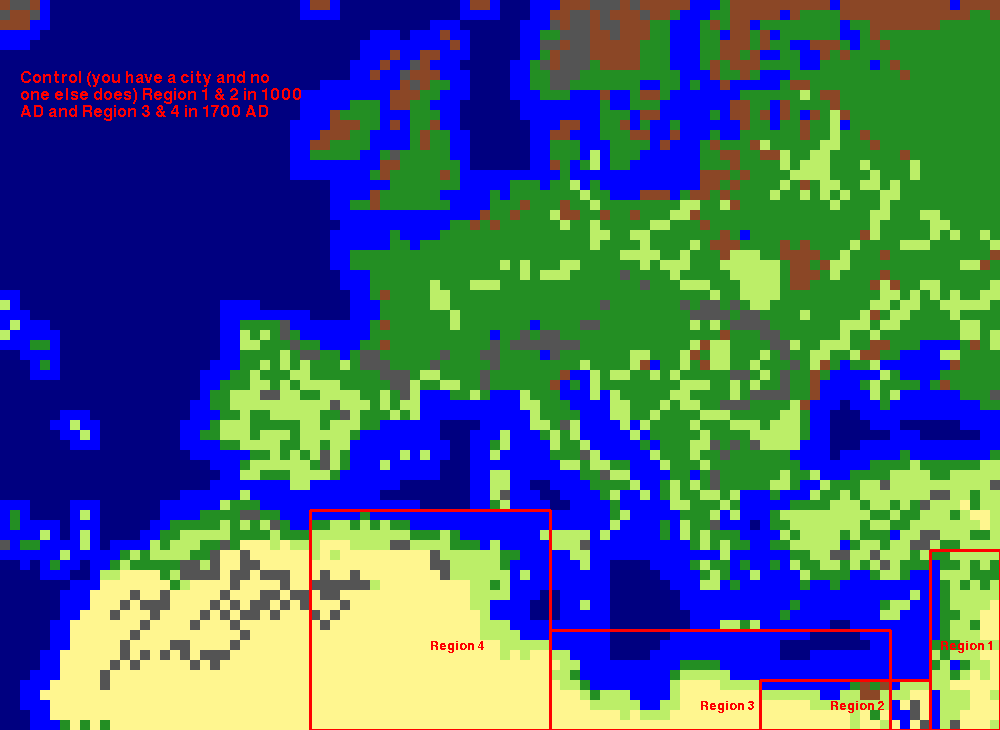 Control (you have a city and no
one else does) Region 1 & 2 in 1000
AD and Region 3 & 4 in 1700 AD
Region 4
Region 1
Region 3
Region 2